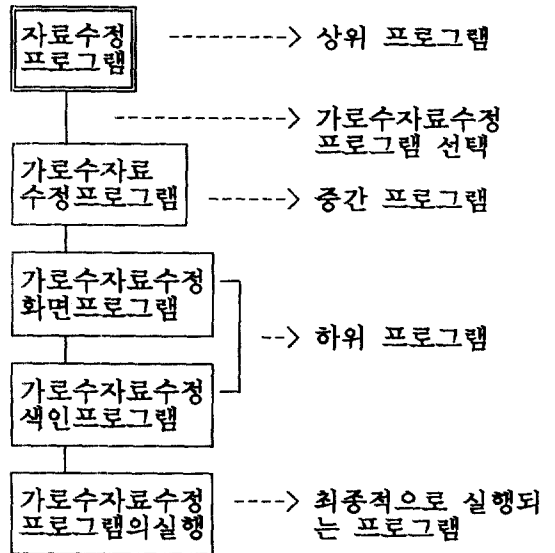 자료수정
프로그램
--------> 상위 프로그램
---------> 가로수자료수정
프로그램 선택
가로수자료
수정프로그램
-----> 중간 프로그램
가로수자료수정
화면프로그램
--> 하위 프로그램
가로수자료수정
색인프로그램
가로수자료수정
프로그램의실행
----> 최종적으로 실행되
는 프로그램